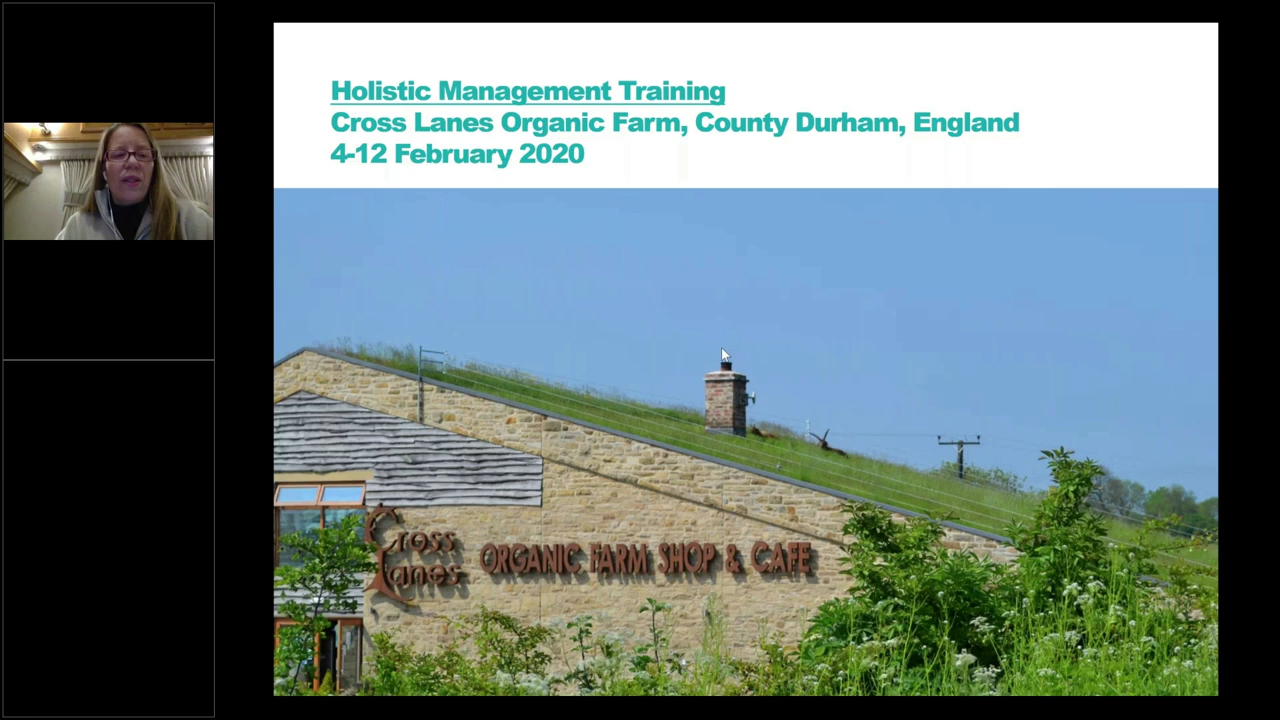 Holistic Management Training
Cross Lanes Organic Farm, County Durham, England
4-12 February 2020
Cross
Lanes
ORGANIC FARM SHOP & CAFE